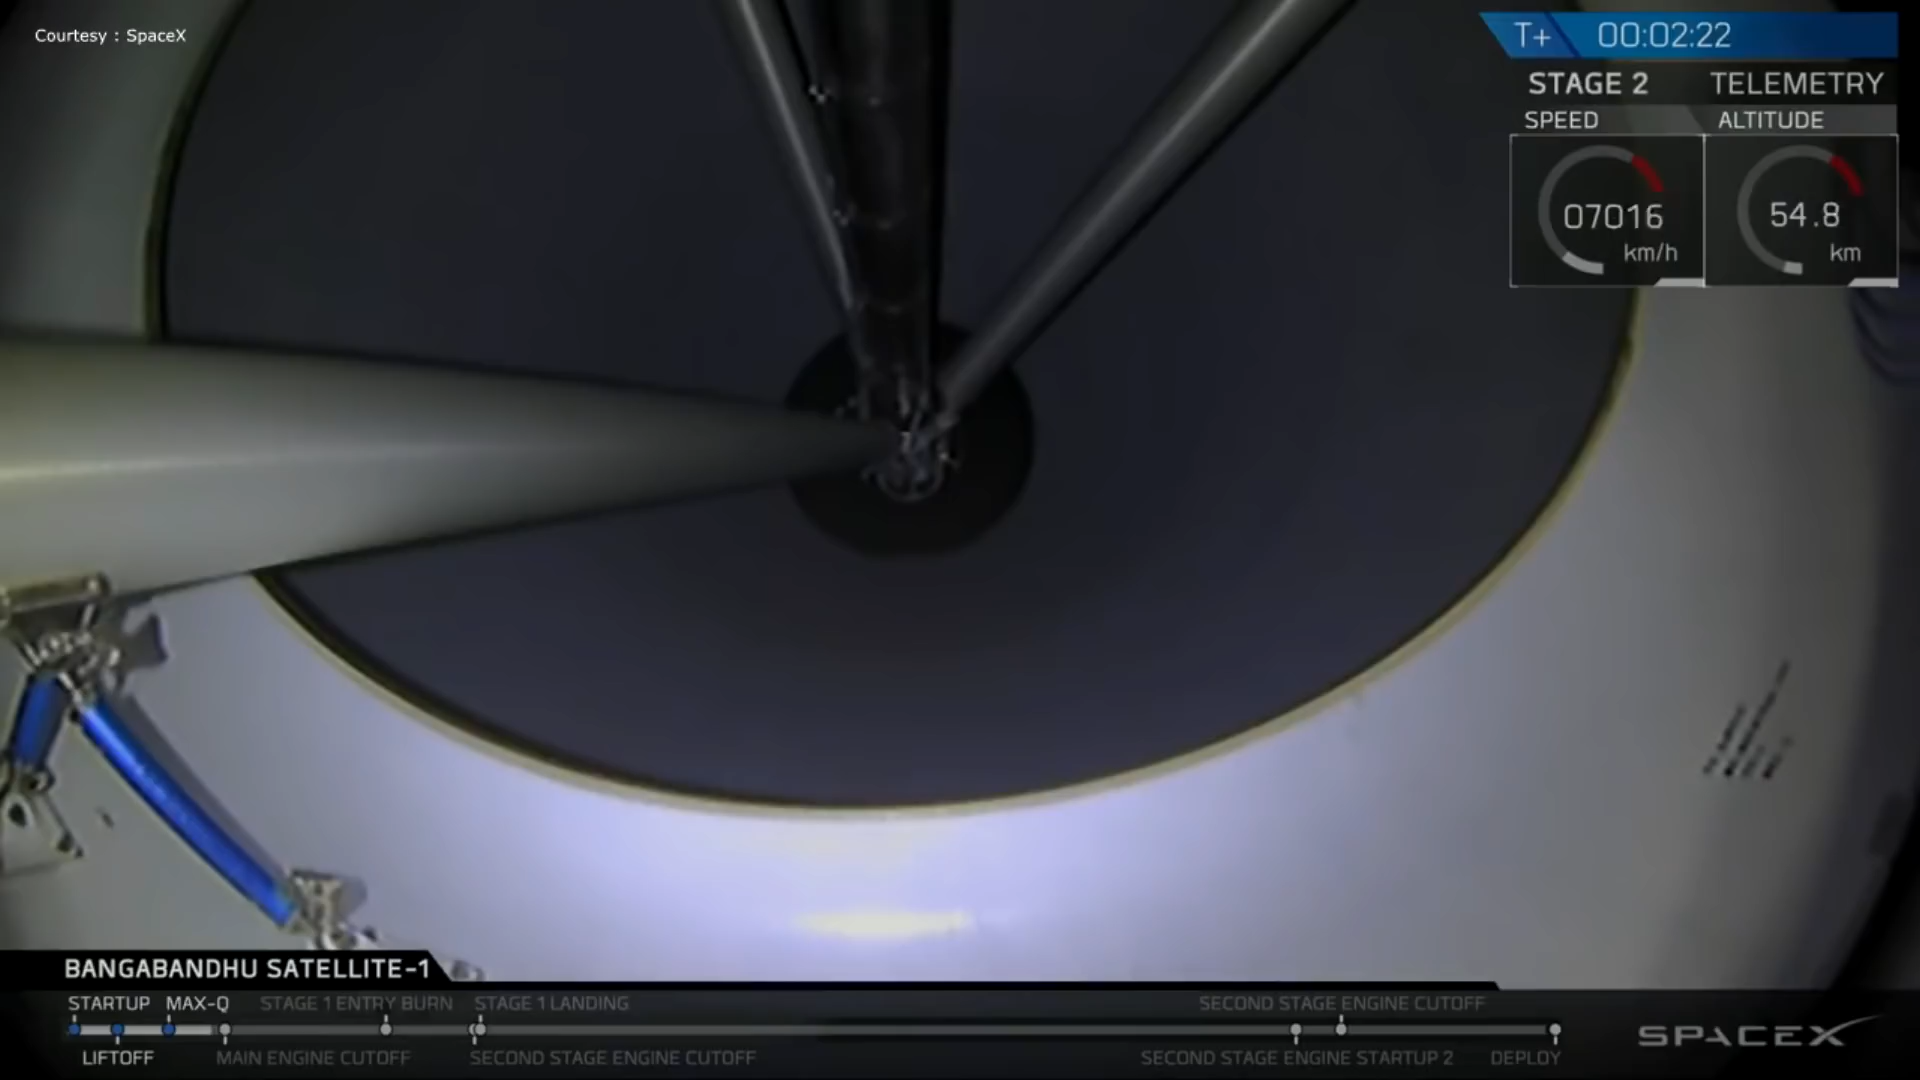 Courtesy : SpaceX
T+ 00:02:22
STAGE 2 TELEMETRY
SPEED ALTITUDE
07016 54.8
km/h km
BANGABANDHU SATELLITE-1
STARTUP MAX-Q STAGE 1 ENTRY BURN STAGE 1 LANDING SECOND STAGE ENGINE CUTOFF
LIFTOFF MAIN ENGINE CUTOFF SECOND STAGE ENGINE CUTOFF SECOND STAGE ENGINE STARTUP 2 DEPLOY
SPACEX